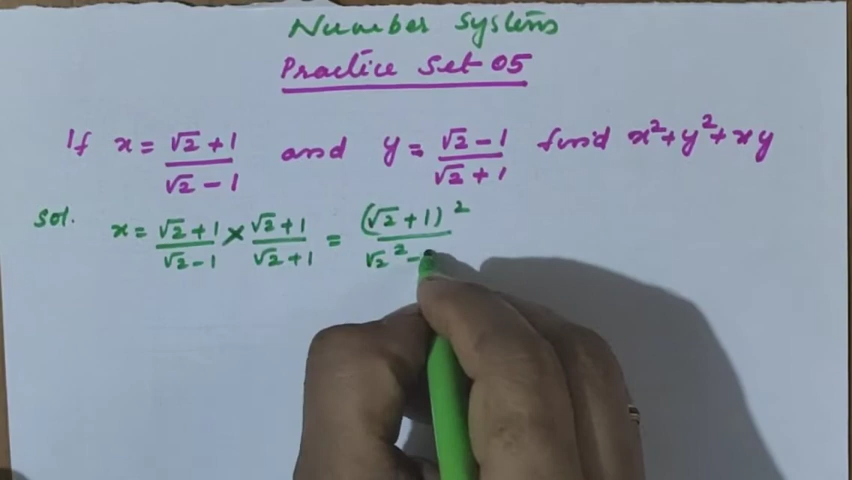 Number Systems
Practice Set 05
If x = √2 + 1 / √2 - 1 and y = √2 - 1 / √2 + 1 find x² + y² + xy
Sol. x = √2 + 1 / √2 - 1 × √2 + 1 / √2 + 1 = (√2 + 1)² / √2² -